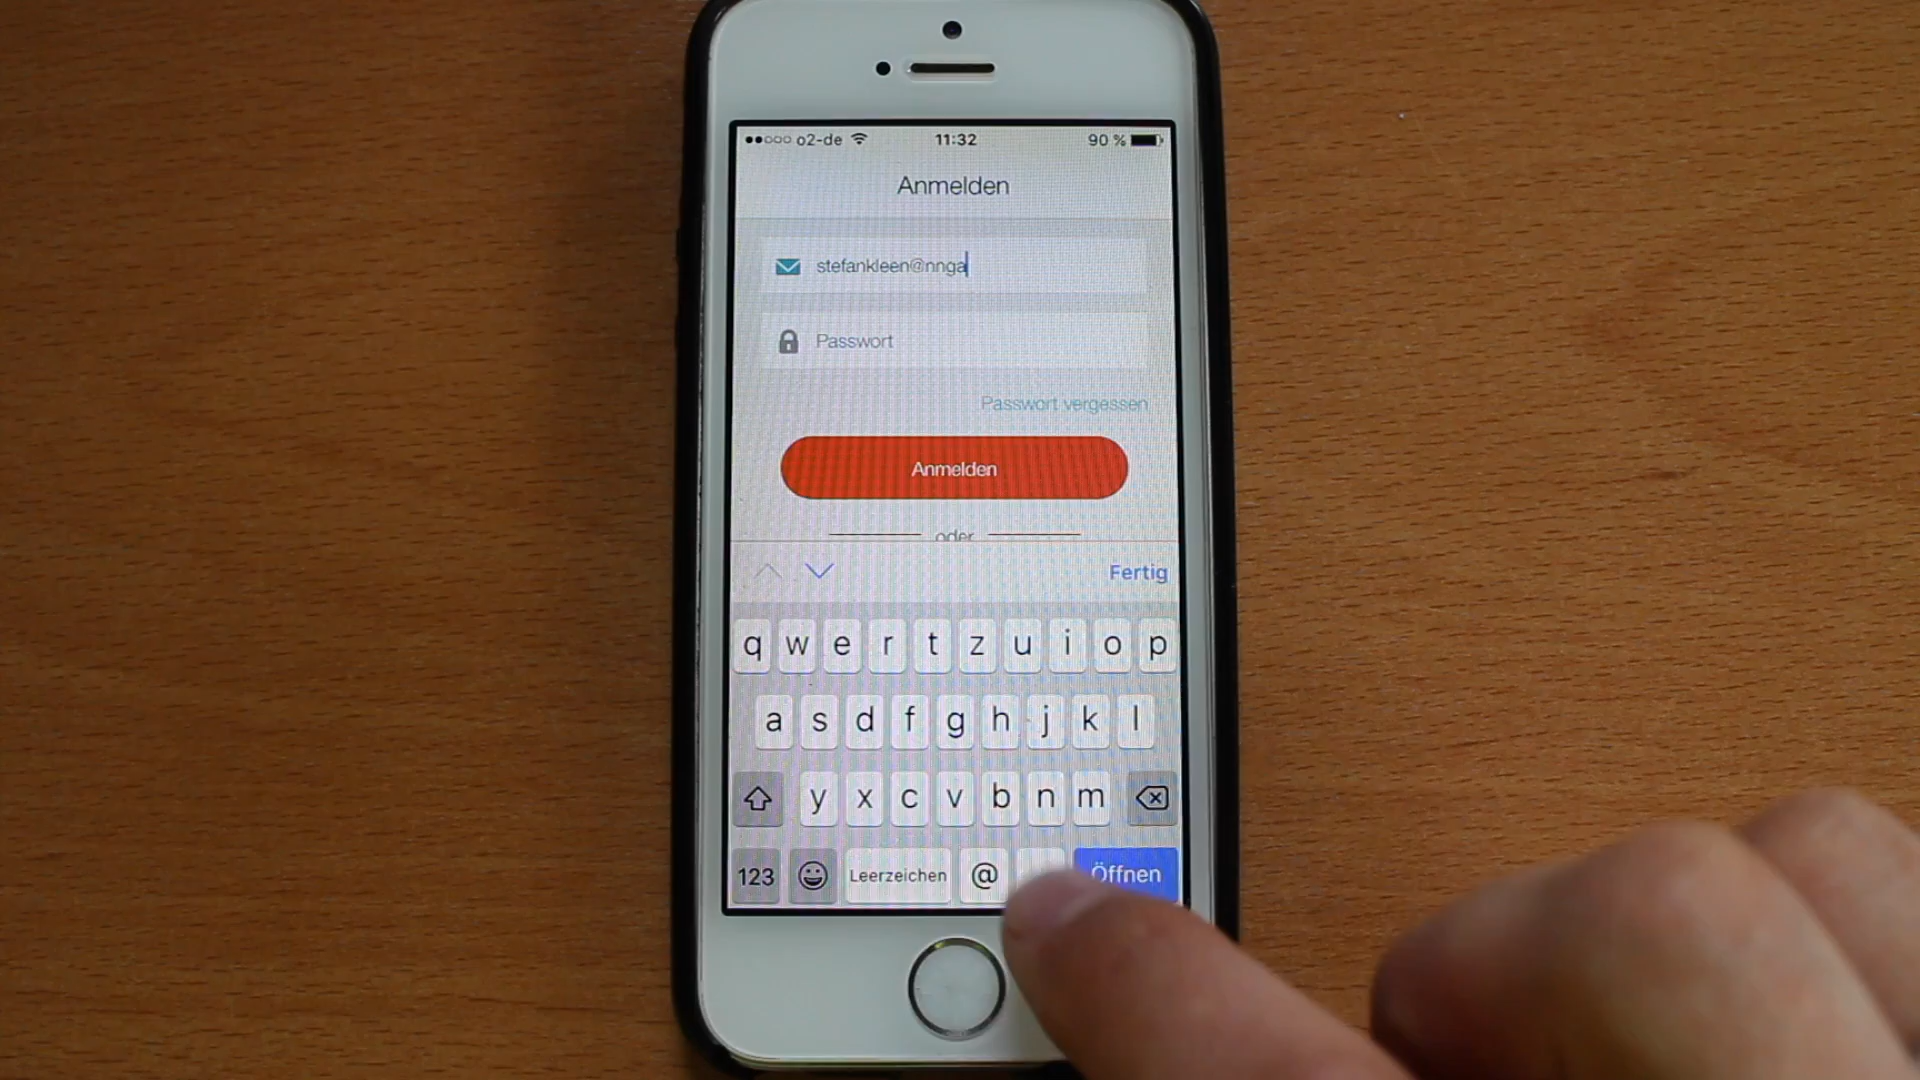 o2-de 11:32 90 %
Anmelden
stefankleen@nnga
Passwort
Passwort vergessen
Anmelden
oder
Fertig
q w e r t z u i o p
a s d f g h j k l
y x c v b n m
123 Leerzeichen @ Öffnen